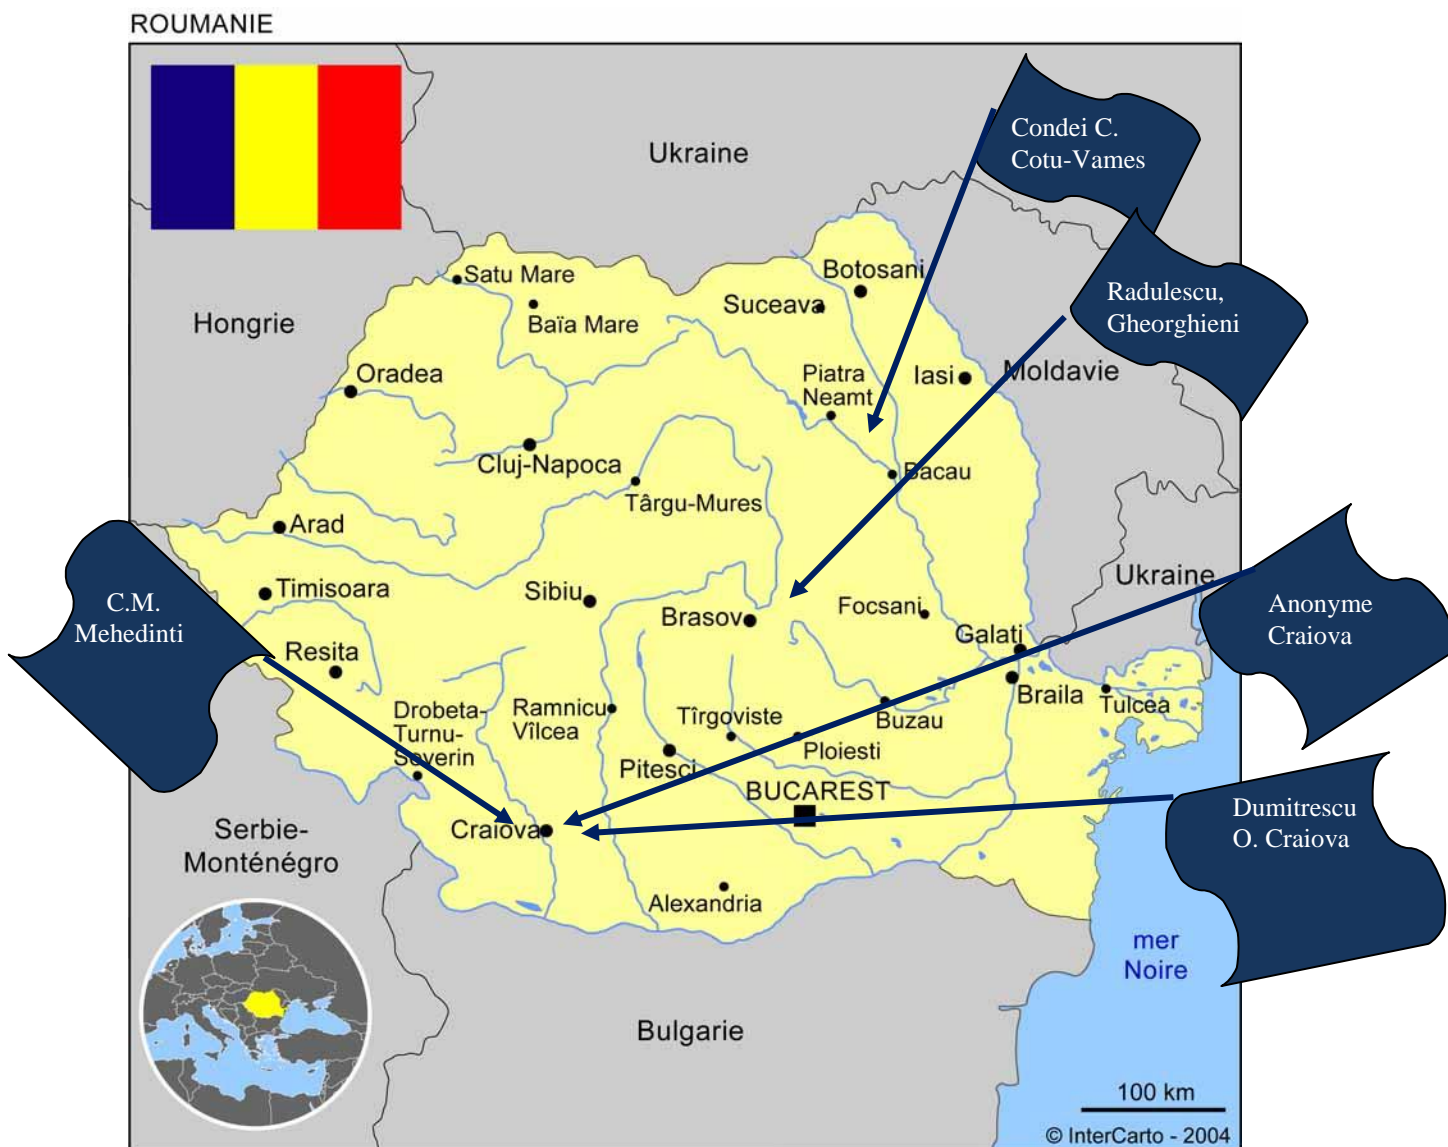 ROUMANIE
Condei C.
Cotu-Vames
Ukraine
Radulescu,
Gheorghieni
Botosani
Satu Mare
Suceava
Baïa Mare
Hongrie
Moldavie
Oradea
Piatra
Neamt
Iasi
Cluj-Napoca
Bacau
Târgu-Mures
Arad
Ukraine
Timisoara
Sibiu
Brasov
Focsani
C.M.
Mehedinti
Anonyme
Craiova
Resita
Galati
Braila
Tulcea
Drobeta-
Turnu-
Severin
Ramnicu
Vîlcea
Tîrgoviste
Buzau
Ploiesti
Pitesci
BUCAREST
Dumitrescu
O. Craiova
Craiova
Serbie-
Monténégro
Alexandria
mer
Noire
Bulgarie
100 km
© InterCarto - 2004